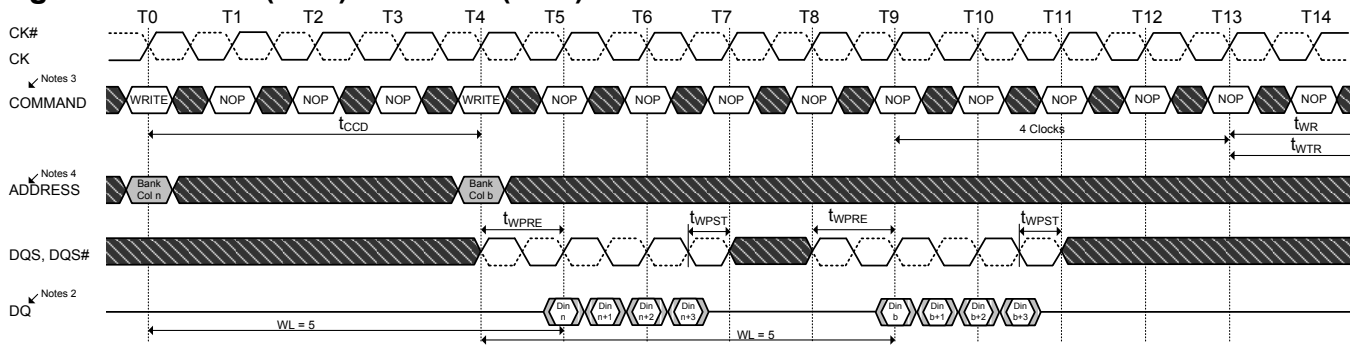 T0 T1 T2 T3 T4 T5 T6 T7 T8 T9 T10 T11 T12 T13 T14
CK#
CK
Notes 3
COMMAND WRITE NOP NOP NOP WRITE NOP NOP NOP NOP NOP NOP NOP NOP NOP NOP
tCCD 4 Clocks tWR
tWTR
Notes 4
ADDRESS Bank Col n Bank Col b
tWPRE tWPST tWPRE tWPST
DQS, DQS#
Notes 2
DQ Din n Din n+1 Din n+2 Din n+3 Din b Din b+1 Din b+2 Din b+3
WL = 5
WL = 5